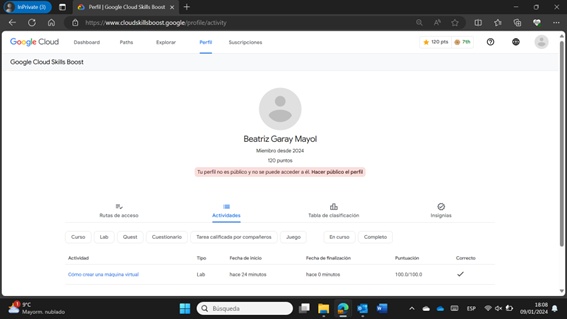 InPrivate (3)
Perfil | Google Cloud Skills Boost
https://www.cloudskillsboost.google/profile/activity
Google Cloud
Dashboard
Paths
Explorar
Perfil
Suscripciones
120 pts
7th
Google Cloud Skills Boost
Beatriz Garay Mayol
Miembro desde 2024
120 puntos
Tu perfil no es público y no se puede acceder a él. Hacer público el perfil
Rutas de acceso
Actividades
Tabla de clasificación
Insignias
Curso
Lab
Quest
Cuestionario
Tarea calificada por compañeros
Juego
En curso
Completo
Actividad Tipo Fecha de inicio Fecha de finalización Puntuación Correcto
Cómo crear una máquina virtual Lab hace 24 minutos hace 0 minutos 100.0/100.0
9°C
Mayorm. nublado
Búsqueda
ESP
18:08
09/01/2024